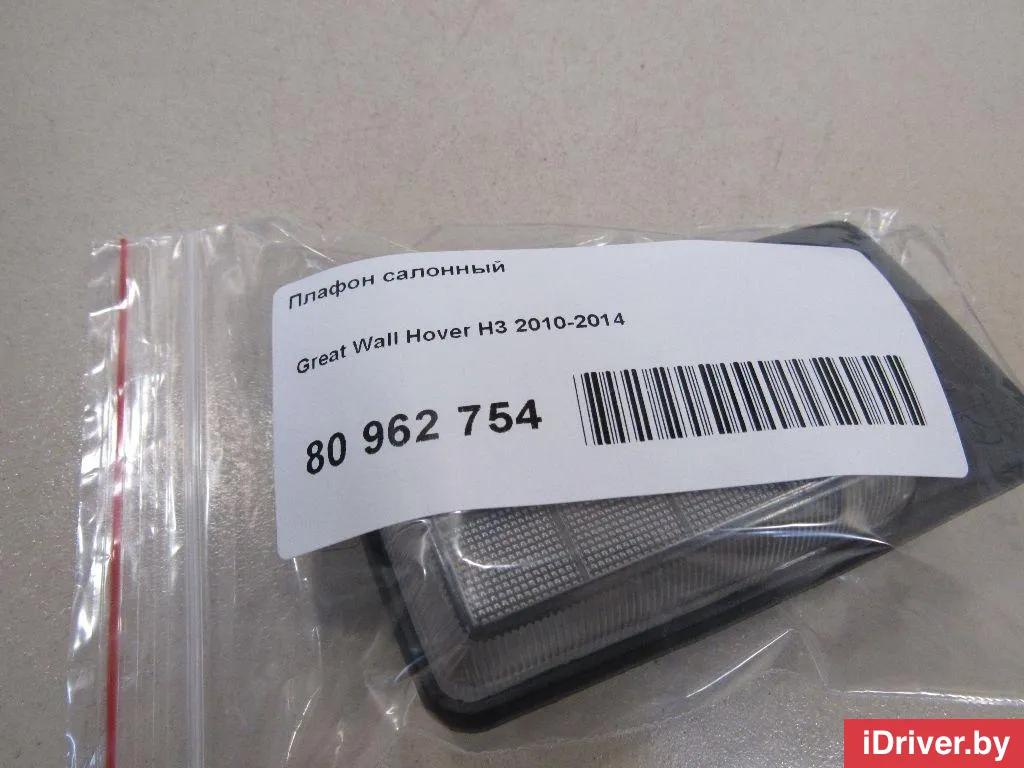 Плафон салонный
Great Wall Hover H3 2010-2014
80 962 754
iDriver.by